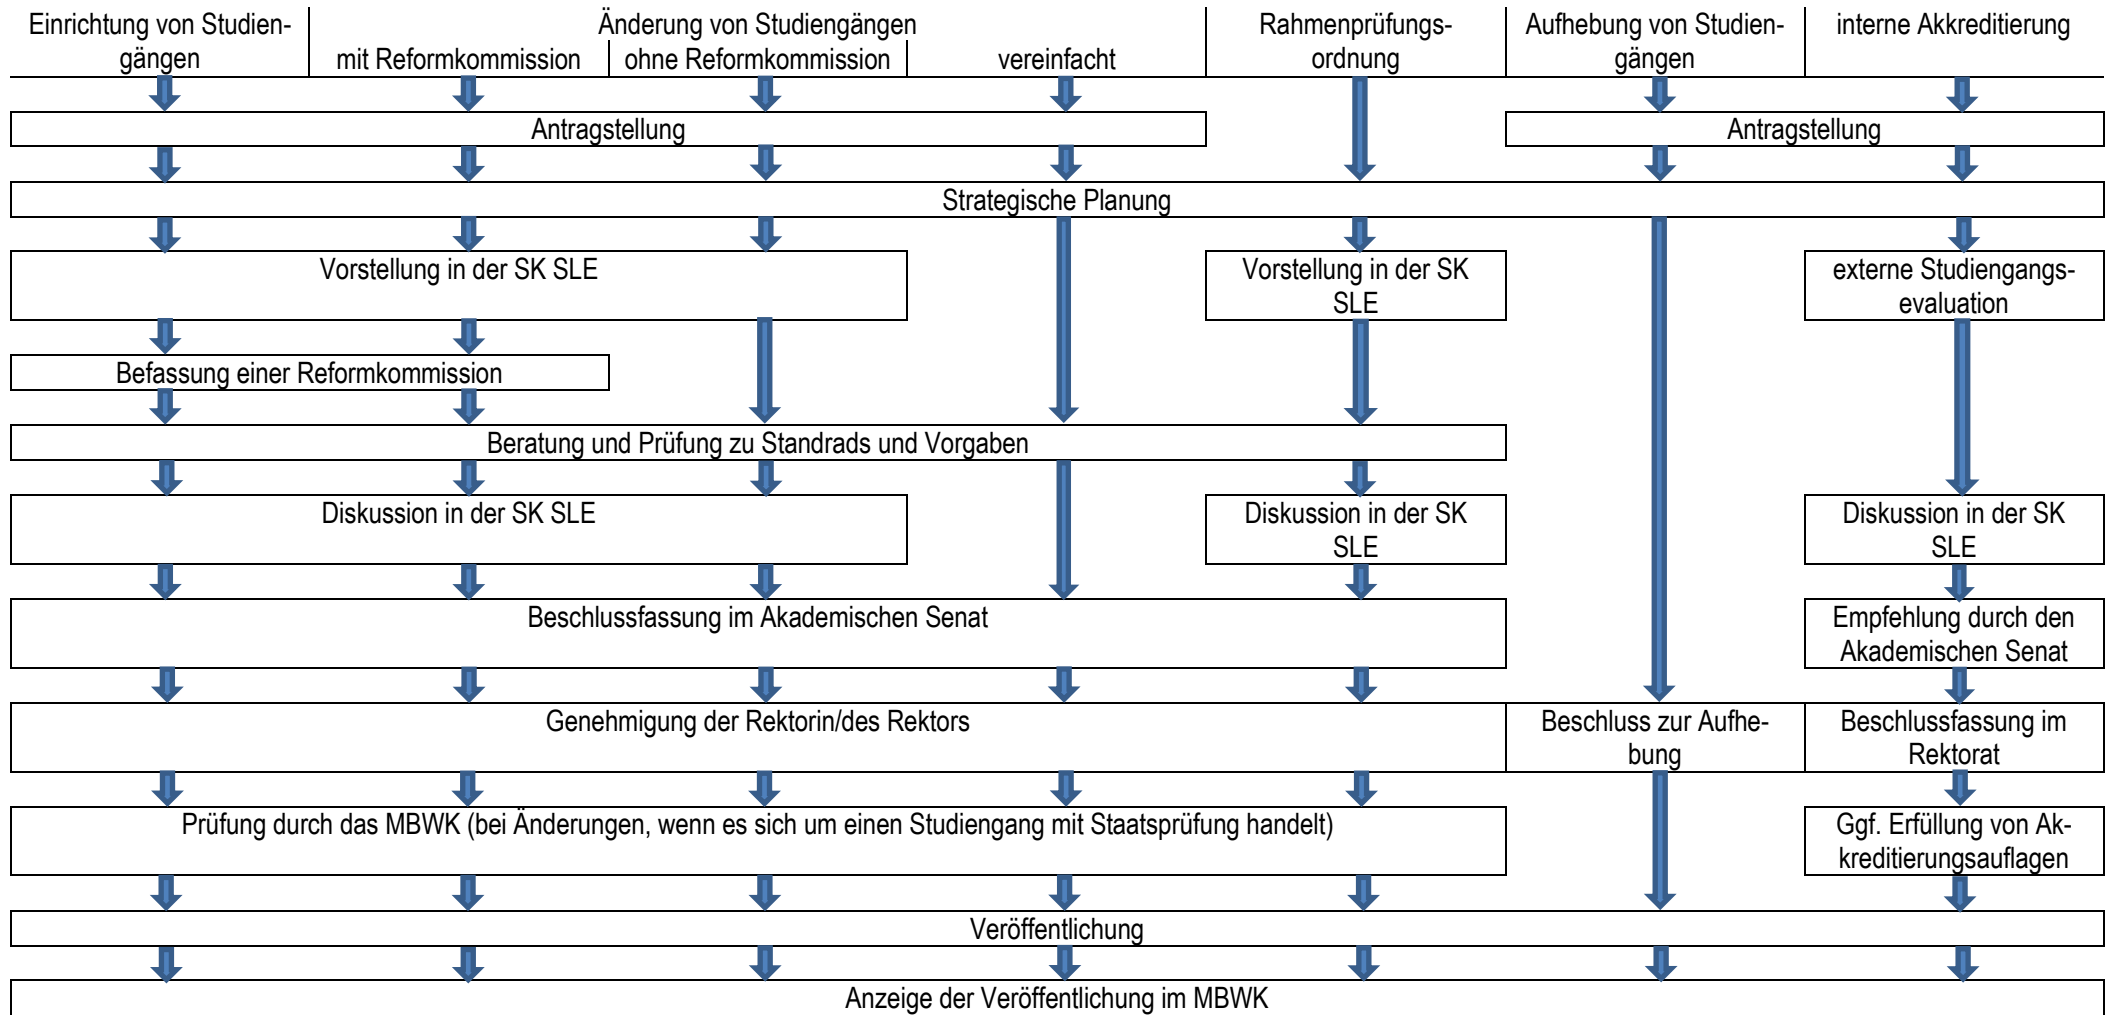 Einrichtung von Studien-
gängen
Änderung von Studiengängen
mit Reformkommission
ohne Reformkommission
vereinfacht
Rahmenprüfungs-
ordnung
Aufhebung von Studien-
gängen
interne Akkreditierung
Antragstellung
Antragstellung
Strategische Planung
Vorstellung in der SK SLE
Vorstellung in der SK
SLE
externe Studiengangs-
evaluation
Befassung einer Reformkommission
Beratung und Prüfung zu Standrads und Vorgaben
Diskussion in der SK SLE
Diskussion in der SK
SLE
Diskussion in der SK
SLE
Beschlussfassung im Akademischen Senat
Empfehlung durch den
Akademischen Senat
Genehmigung der Rektorin/des Rektors
Beschluss zur Aufhe-
bung
Beschlussfassung im
Rektorat
Prüfung durch das MBWK (bei Änderungen, wenn es sich um einen Studiengang mit Staatsprüfung handelt)
Ggf. Erfüllung von Ak-
kreditierungsauflagen
Veröffentlichung
Anzeige der Veröffentlichung im MBWK